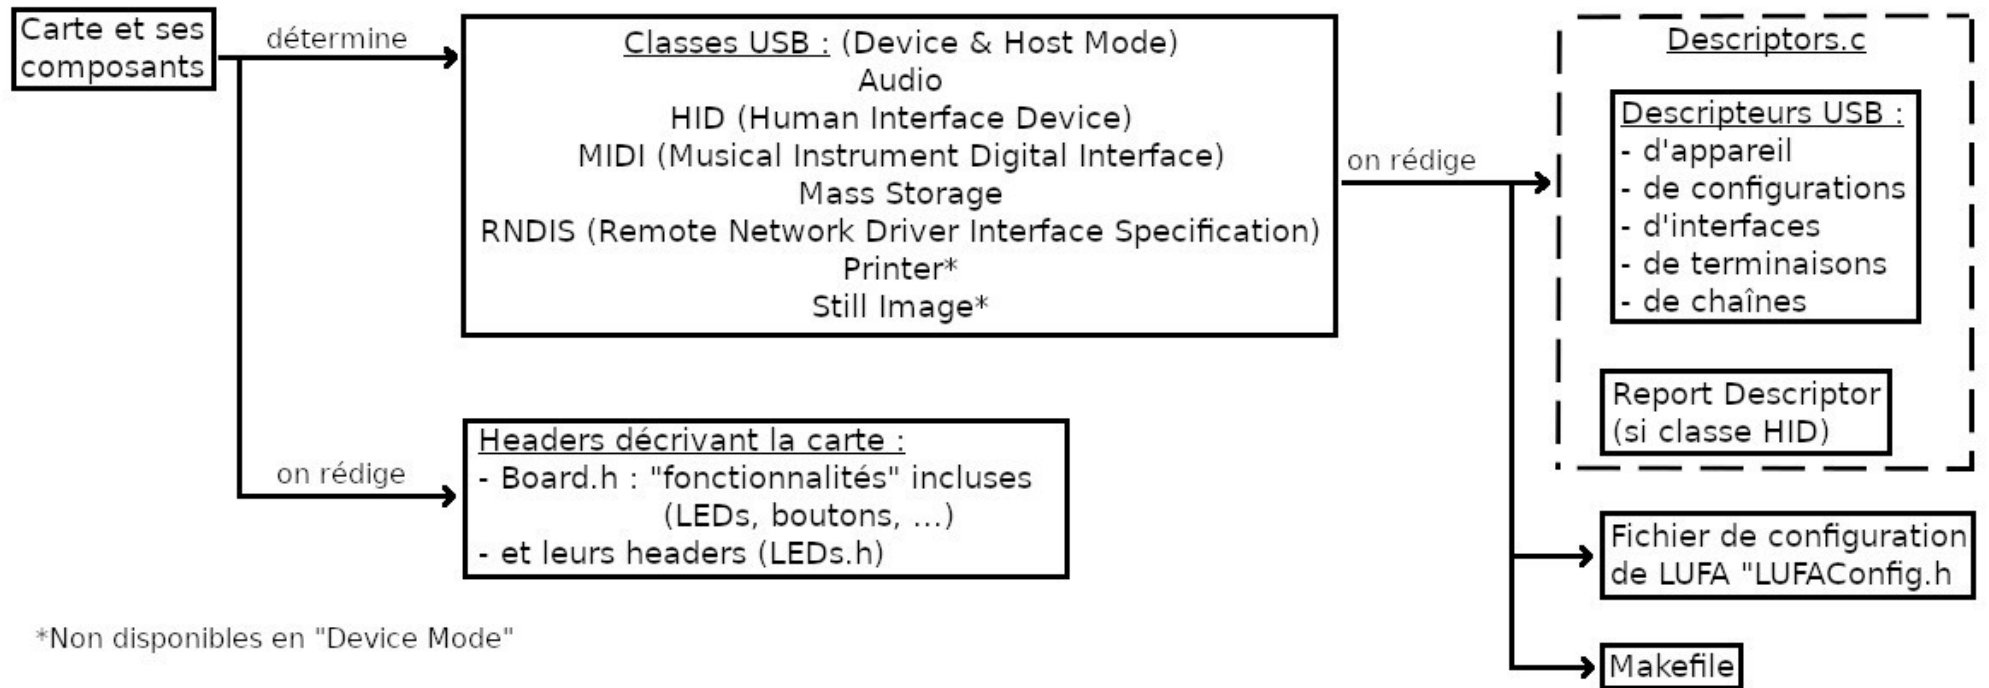 Carte et ses
composants
détermine
Classes USB : (Device & Host Mode)
Audio
HID (Human Interface Device)
MIDI (Musical Instrument Digital Interface)
Mass Storage
RNDIS (Remote Network Driver Interface Specification)
Printer*
Still Image*
on rédige
Descriptors.c
Descripteurs USB :
- d'appareil
- de configurations
- d'interfaces
- de terminaisons
- de chaînes
Report Descriptor
(si classe HID)
on rédige
Headers décrivant la carte :
- Board.h : "fonctionnalités" incluses
(LEDs, boutons, ...)
- et leurs headers (LEDs.h)
Fichier de configuration
de LUFA "LUFAConfig.h
Makefile
*Non disponibles en "Device Mode"